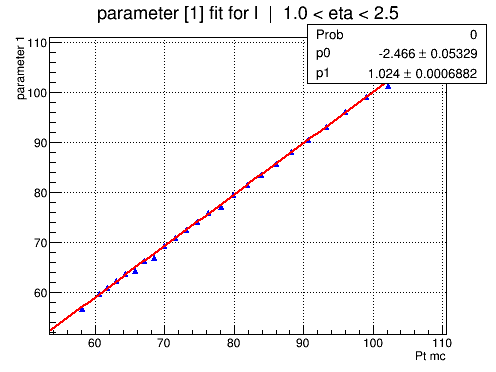 parameter [1] fit for l | 1.0 < eta < 2.5
Prob 0
p0 -2.466 ± 0.05329
p1 1.024 ± 0.0006882
parameter 1
110
100
90
80
70
60
60 70 80 90 100 110
Pt mc